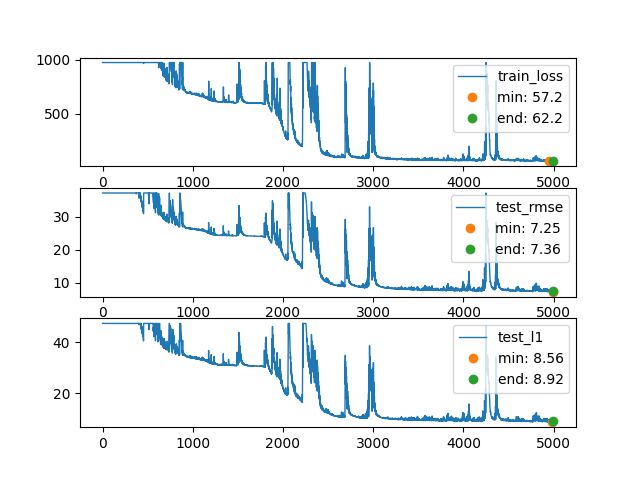 1000
500
train_loss
min: 57.2
end: 62.2
0
1000
2000
3000
4000
5000
30
20
10
test_rmse
min: 7.25
end: 7.36
0
1000
2000
3000
4000
5000
40
20
test_l1
min: 8.56
end: 8.92
0
1000
2000
3000
4000
5000